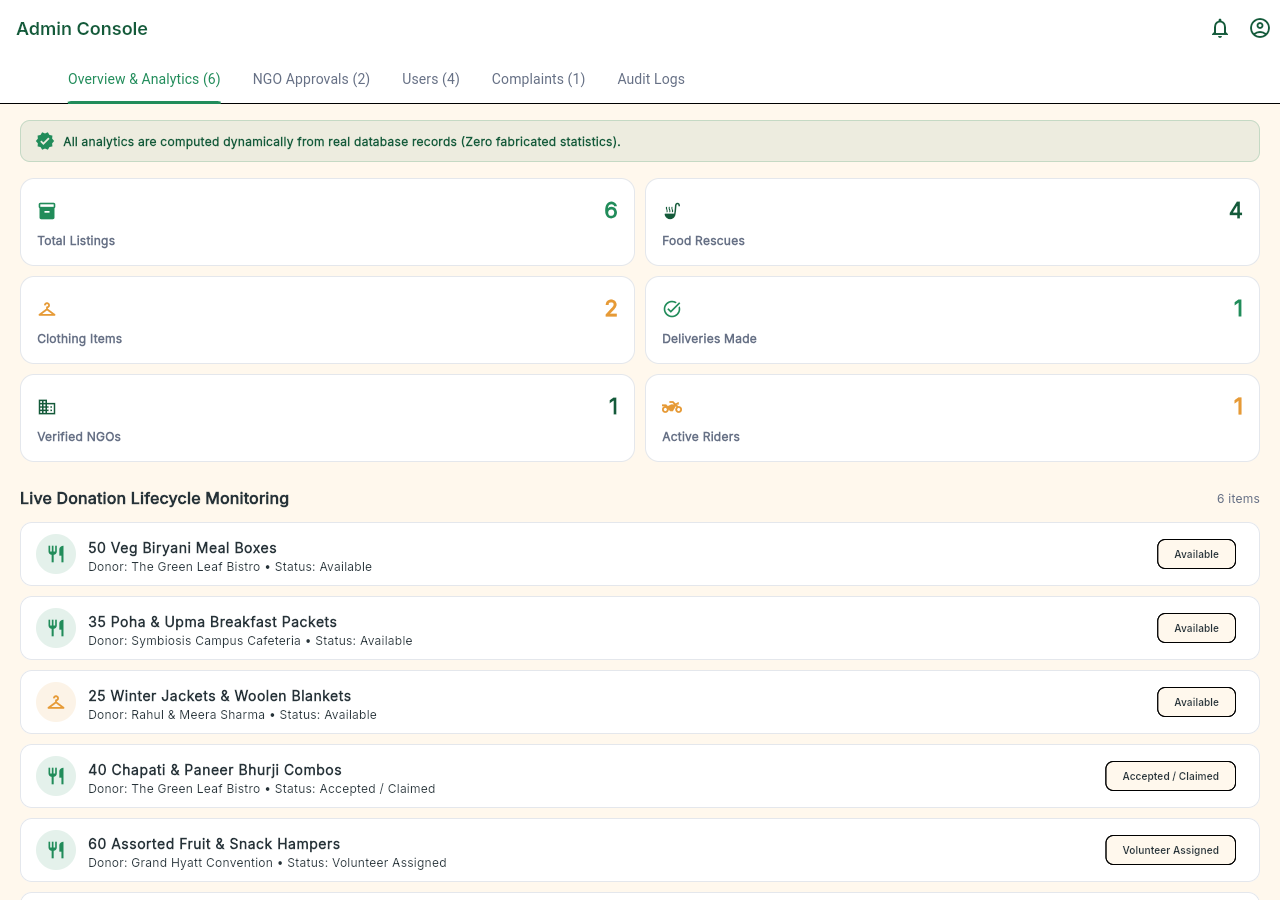 Admin Console
Overview & Analytics (6) NGO Approvals (2) Users (4) Complaints (1) Audit Logs
All analytics are computed dynamically from real database records (Zero fabricated statistics).
6
Total Listings
4
Food Rescues
2
Clothing Items
1
Deliveries Made
1
Verified NGOs
1
Active Riders
Live Donation Lifecycle Monitoring
6 items
50 Veg Biryani Meal Boxes
Donor: The Green Leaf Bistro • Status: Available
Available
35 Poha & Upma Breakfast Packets
Donor: Symbiosis Campus Cafeteria • Status: Available
Available
25 Winter Jackets & Woolen Blankets
Donor: Rahul & Meera Sharma • Status: Available
Available
40 Chapati & Paneer Bhurji Combos
Donor: The Green Leaf Bistro • Status: Accepted / Claimed
Accepted / Claimed
60 Assorted Fruit & Snack Hampers
Donor: Grand Hyatt Convention • Status: Volunteer Assigned
Volunteer Assigned